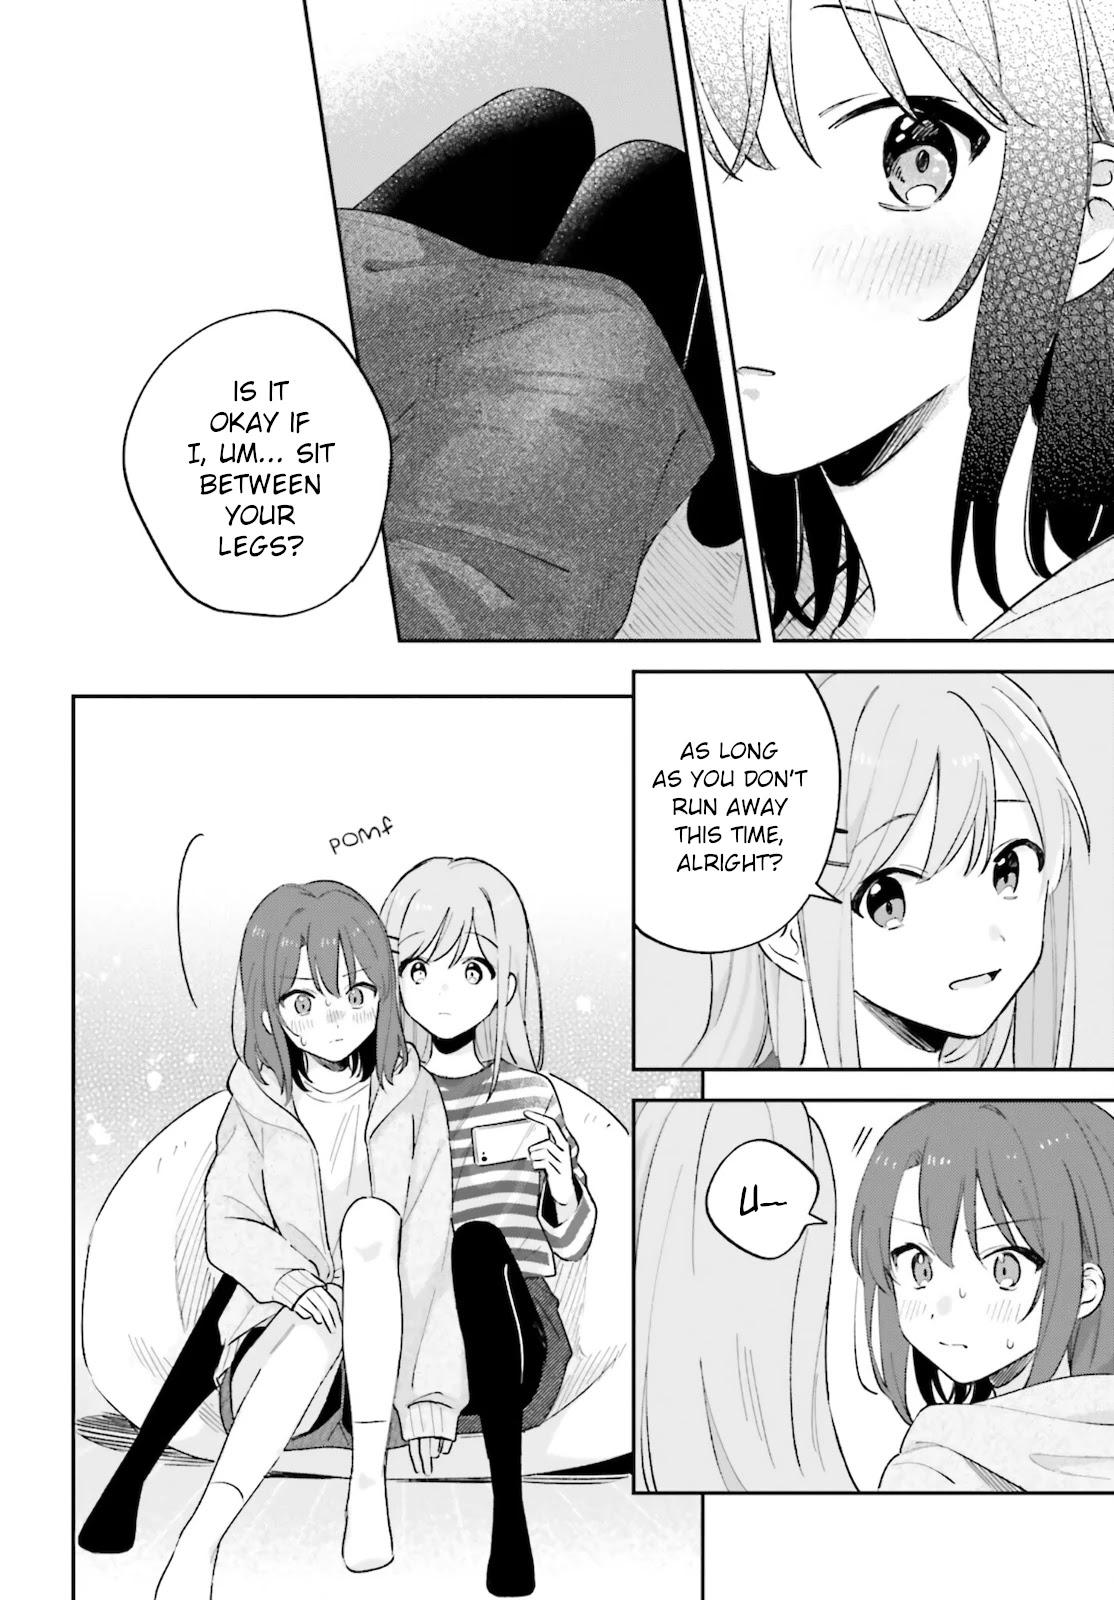 IS IT
OKAY IF
I, UM... SIT
BETWEEN
YOUR
LEGS?
AS LONG
AS YOU DON'T
RUN AWAY
THIS TIME,
ALRIGHT?
U—
POMF